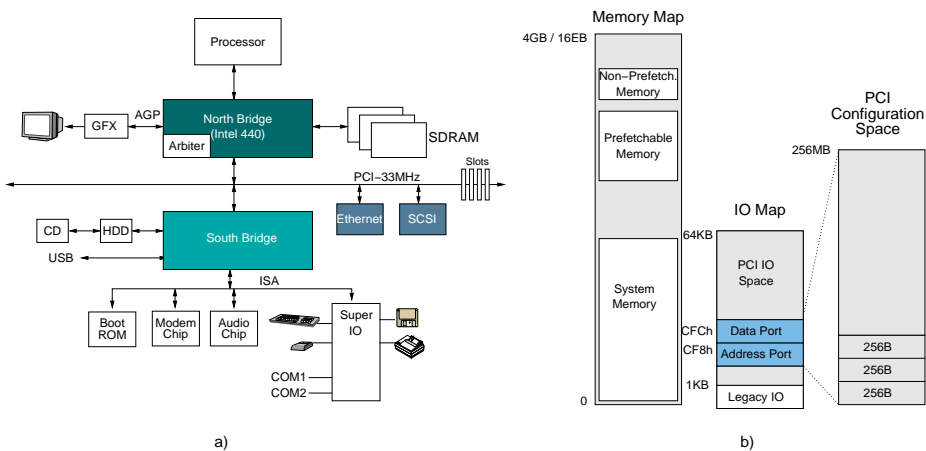 Processor
AGP
GFX
North Bridge
(Intel 440)
Arbiter
SDRAM
Slots
PCI−33MHz
Ethernet
SCSI
CD
HDD
South Bridge
USB
ISA
Boot
ROM
Modem
Chip
Audio
Chip
Super
IO
COM1
COM2
a)
Memory Map
4GB / 16EB
Non−Prefetch.
Memory
Prefetchable
Memory
System
Memory
0
IO Map
64KB
PCI IO
Space
CFCh
Data Port
CF8h
Address Port
1KB
Legacy IO
PCI
Configuration
Space
256MB
256B
256B
256B
b)